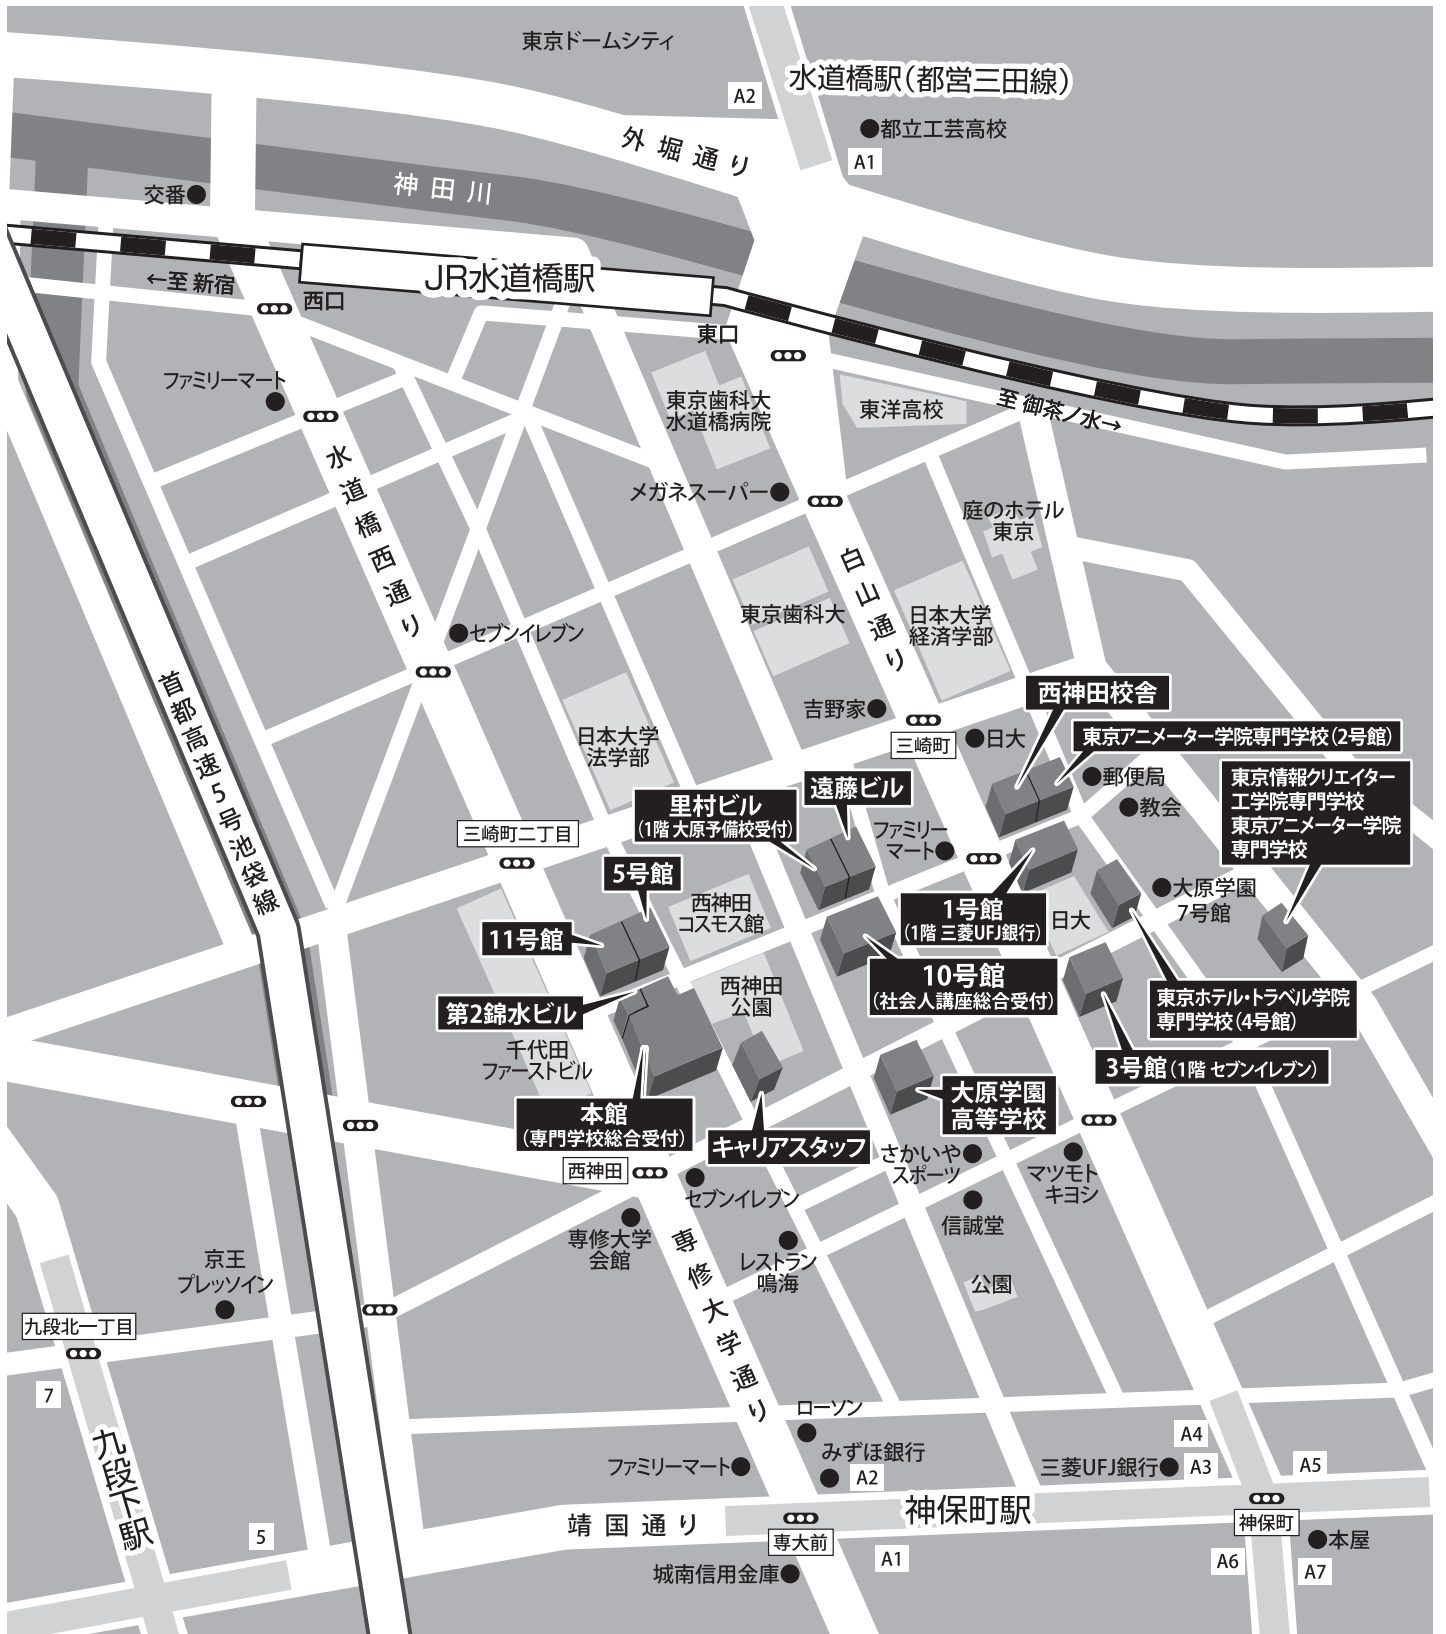 東京ドームシティ
水道橋駅（都営三田線）
A2
都立工芸高校
A1
外堀通り
神田川
交番
←至 新宿
JR水道橋駅
西口
東口
ファミリーマート
東京歯科大
水道橋病院
東洋高校
至 御茶ノ水→
水道橋西通り
メガネスーパー
庭のホテル
東京
白山通り
東京歯科大
日本大学
経済学部
セブンイレブン
首都高速5号池袋線
日本大学
法学部
吉野家
三崎町
日大
西神田校舎
東京アニメーター学院専門学校（2号館）
郵便局
教会
東京情報クリエイター
工学院専門学校
東京アニメーター学院
専門学校
遠藤ビル
里村ビル
（1階 大原予備校受付）
ファミリー
マート
三崎町二丁目
5号館
西神田
コスモス館
11号館
1号館
（1階 三菱UFJ銀行）
日大
大原学園
7号館
10号館
（社会人講座総合受付）
西神田
公園
第2錦水ビル
東京ホテル・トラベル学院
専門学校（4号館）
千代田
ファーストビル
3号館（1階 セブンイレブン）
大原学園
高等学校
本館
（専門学校総合受付）
キャリアスタッフ
西神田
セブンイレブン
さかいや
スポーツ
マツモト
キヨシ
信誠堂
専修大学
会館
専修大学通り
レストラン
鳴海
公園
京王
プレッソイン
九段北一丁目
7
九段下駅
5
ローソン
みずほ銀行
A2
ファミリーマート
三菱UFJ銀行
A4
A3
A5
靖国通り
神保町駅
専大前
神保町
本屋
A1
A6
A7
城南信用金庫